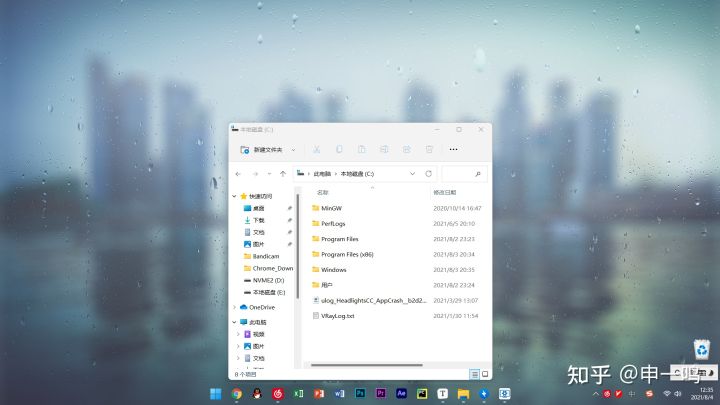 本地磁盘 (C:)
新建文件夹
此电脑 › 本地磁盘 (C:)
名称 修改日期
快速访问
桌面
下载
文档
图片
Bandicam
Chrome_Down
NVME2 (D:)
本地磁盘 (E:)
OneDrive
此电脑
视频
图片
文档
MinGW 2020/10/14 16:47
PerfLogs 2021/6/5 20:10
Program Files 2021/8/2 23:23
Program Files (x86) 2021/8/3 20:34
Windows 2021/8/3 20:35
用户 2021/8/2 23:24
ulog_HeadlightsCC_AppCrash__b2d2... 2021/3/29 13:07
VRayLog.txt 2021/1/30 11:54
8 个项目
知乎 @申一鸣
Ps
Pr
Ae
T
中
12:35
2021/8/4